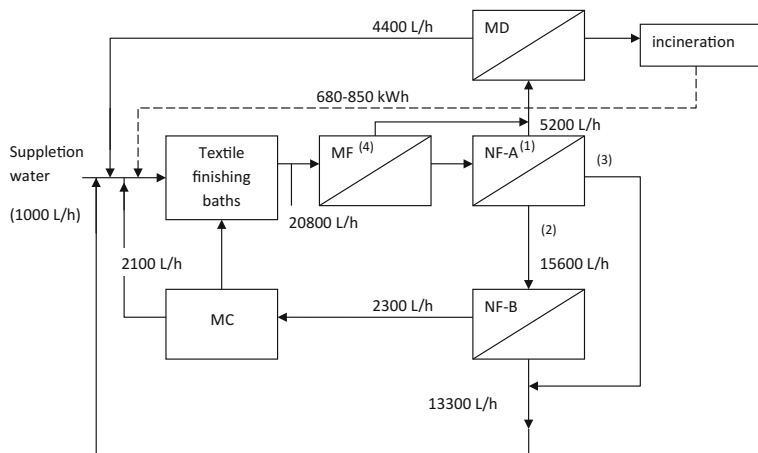 4400 L/h
MD
incineration
680-850 kWh
5200 L/h
Suppletion
water
(1000 L/h)
Textile
finishing
baths
MF (4)
NF-A (1)
(3)
20800 L/h
(2)
2100 L/h
15600 L/h
MC
2300 L/h
NF-B
13300 L/h